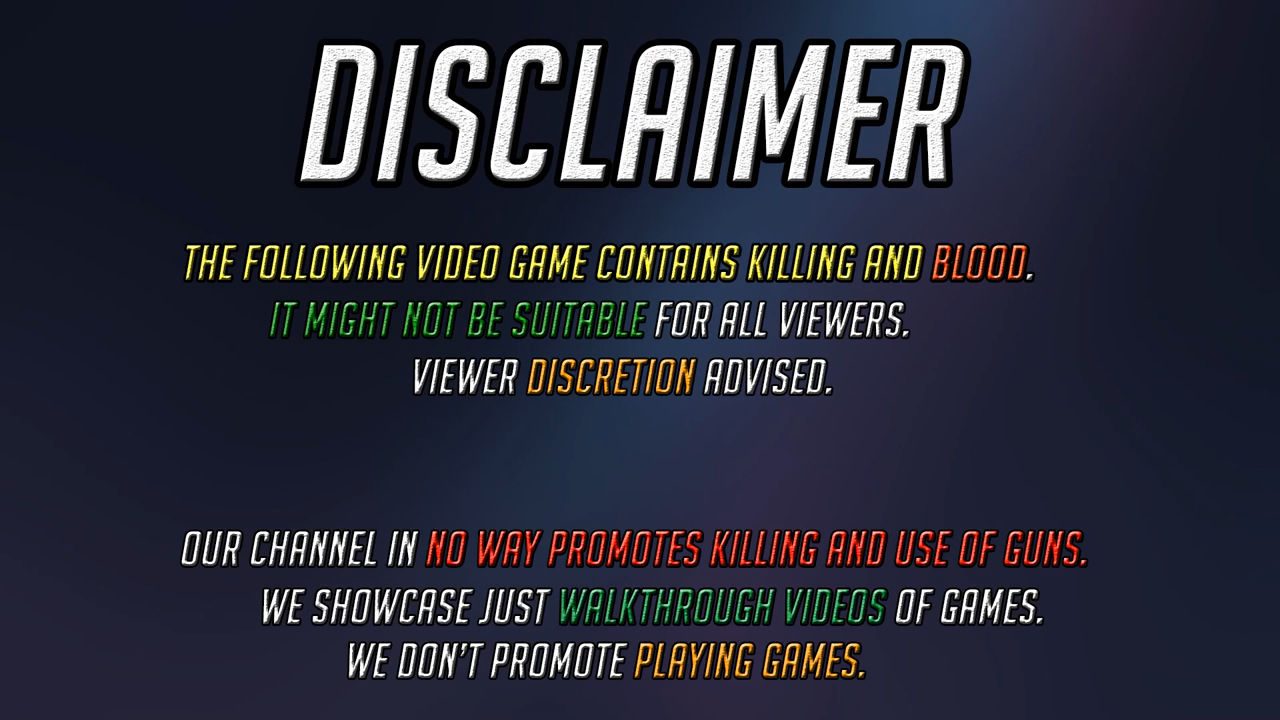 DISCLAIMER
THE FOLLOWING VIDEO GAME CONTAINS KILLING AND BLOOD.
IT MIGHT NOT BE SUITABLE FOR ALL VIEWERS.
VIEWER DISCRETION ADVISED.
OUR CHANNEL IN NO WAY PROMOTES KILLING AND USE OF GUNS.
WE SHOWCASE JUST WALKTHROUGH VIDEOS OF GAMES.
WE DON'T PROMOTE PLAYING GAMES.